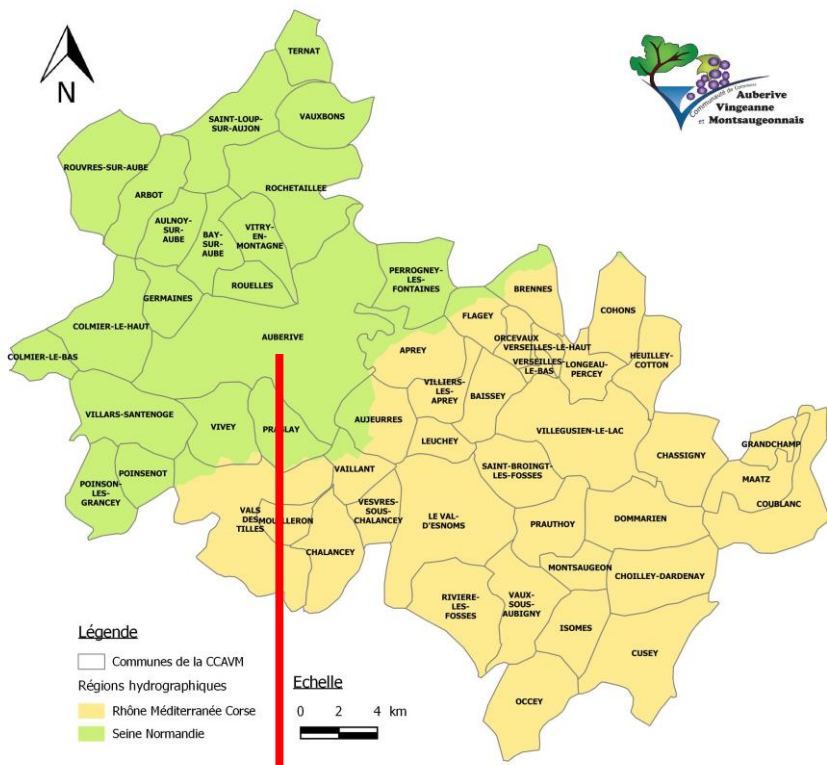 N
TERNAT
SAINT-LOUP-
SUR-AUJON
VAUXBONS
ROUVRES-SUR-AUBE
ARBOT
ROCHETAILLEE
AULNOY-
SUR-
AUBE
BAY-
SUR-
AUBE
VITRY-
EN-
MONTAGNE
ROUELLES
GERMAINES
PERROGNEY-
LES-
FONTAINES
BRENNES
COHONS
COLMIER-LE-HAUT
COLMIER-LE-BAS
AUBERIVE
FLAGEY
ORCEVAUX
VERSEILLES-LE-HAUT
VERSEILLES-
LE-BAS
LONGEAU-
PERCEY
HEUILLEY-
COTTON
APREY
VILLIERS-
LES-
APREY
BAISSEY
VILLARS-SANTENOGE
VIVEY
PRASLAY
AUJEURRES
LEUCHEY
VILLEGUSIEN-LE-LAC
CHASSIGNY
GRANDCHAMP
MAATZ
COUBLANC
POISSON-
POINSENOT
POINSON-
LES-
GRANCEY
VAILLANT
SAINT-BROINGT-
LES-FOSSES
VALS
DES
TILLES
MOUILLERON
CHALANCEY
VESVRES-
SOUS-
CHALANCEY
LE VAL-
D'ESNOMS
PRAUTHOY
DOMMARIEN
MONTSAUGEON
CHOILLEY-DARDENAY
RIVIERE-
LES-
FOSSES
VAUX-
SOUS-
AUBIGNY
ISOMES
CUSEY
OCCEY
Communauté de Communes
Auberive
Vingeanne
et Montsaugeonnais
Légende
Communes de la CCAVM
Régions hydrographiques
Rhône Méditerranée Corse
Seine Normandie
Echelle
0 2 4 km